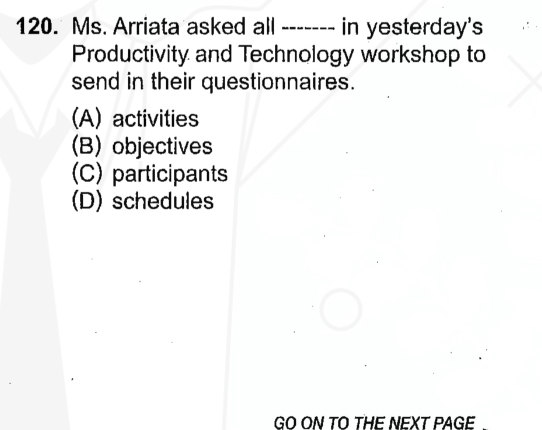 120. Ms. Arriata asked all ------- in yesterday's
Productivity and Technology workshop to
send in their questionnaires.
(A) activities
(B) objectives
(C) participants
(D) schedules
GO ON TO THE NEXT PAGE